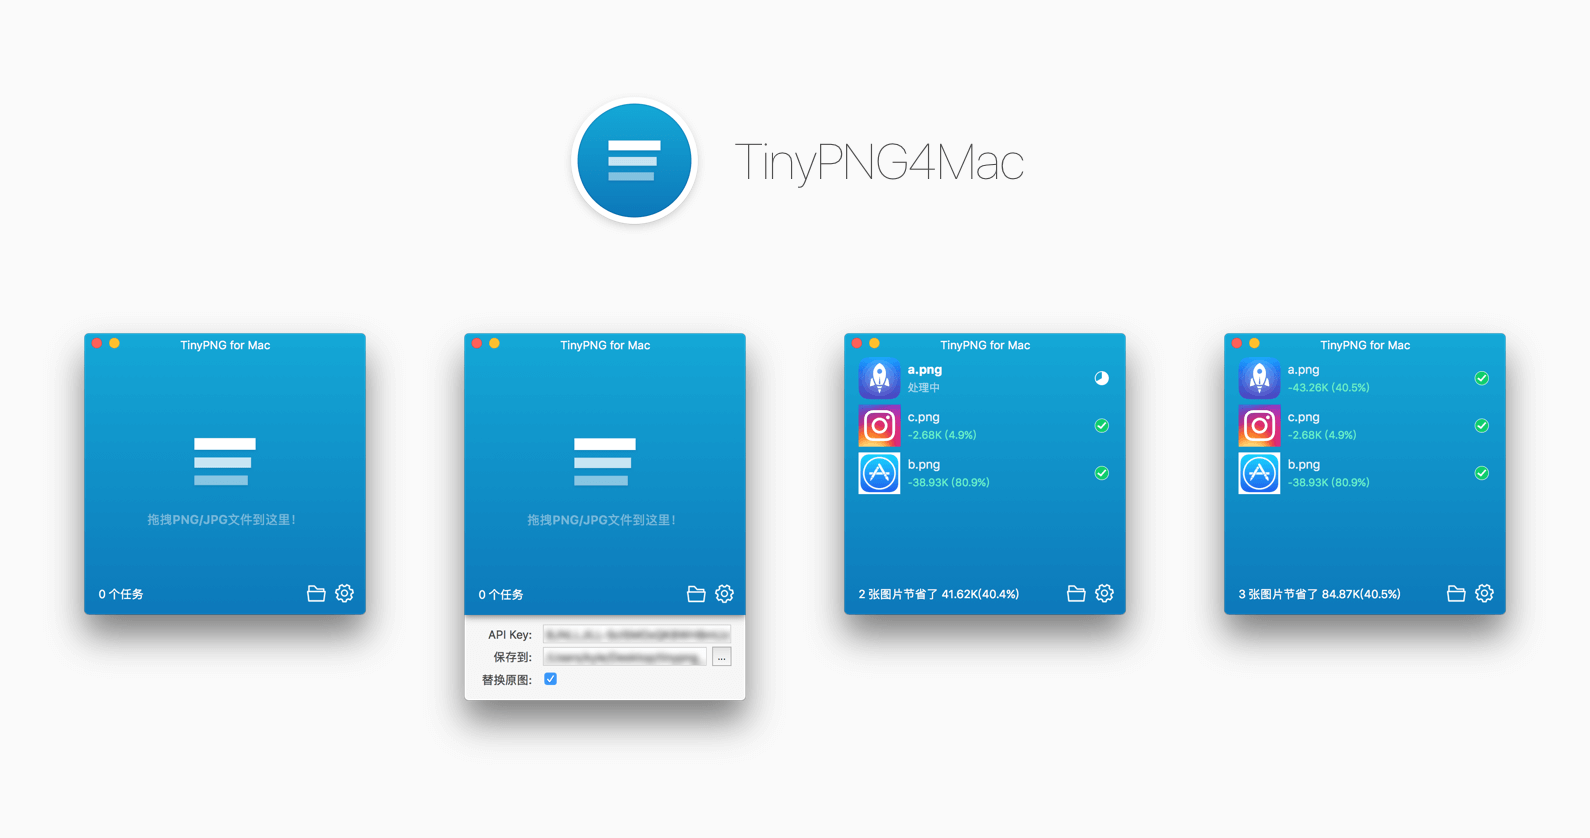 TinyPNG4Mac
TinyPNG for Mac
拖拽PNG/JPG文件到这里!
0 个任务
TinyPNG for Mac
拖拽PNG/JPG文件到这里!
0 个任务
API Key:
保存到:
...
替换原图:
TinyPNG for Mac
a.png
处理中
c.png
-2.68K (4.9%)
b.png
-38.93K (80.9%)
2 张图片节省了 41.62K(40.4%)
TinyPNG for Mac
a.png
-43.26K (40.5%)
c.png
-2.68K (4.9%)
b.png
-38.93K (80.9%)
3 张图片节省了 84.87K(40.5%)